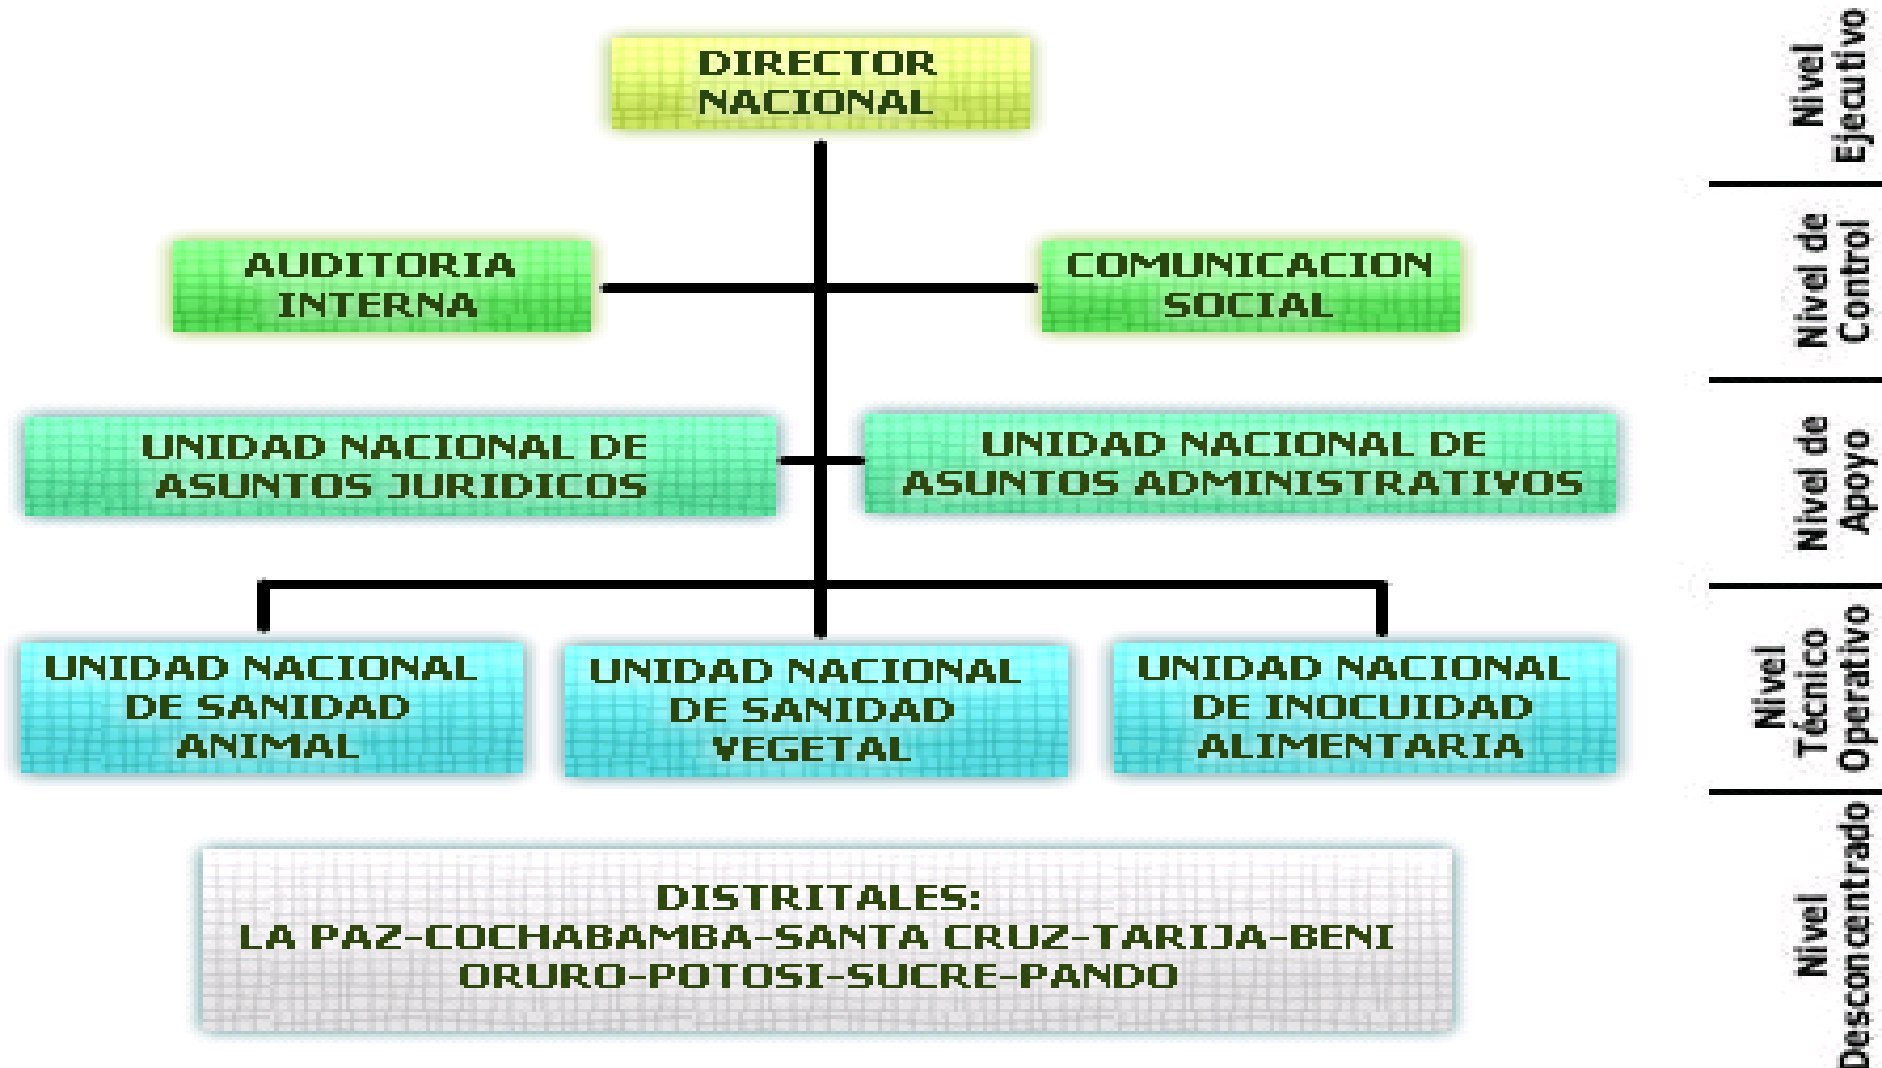 DIRECTOR
NACIONAL
Nivel
Ejecutivo
AUDITORIA
INTERNA
COMUNICACION
SOCIAL
Nivel de
Control
UNIDAD NACIONAL DE
ASUNTOS JURIDICOS
UNIDAD NACIONAL DE
ASUNTOS ADMINISTRATIVOS
Nivel de
Apoyo
UNIDAD NACIONAL
DE SANIDAD
ANIMAL
UNIDAD NACIONAL
DE SANIDAD
VEGETAL
UNIDAD NACIONAL
DE INOCUIDAD
ALIMENTARIA
Nivel
Técnico
Operativo
DISTRITALES:
LA PAZ-COCHABAMBA-SANTA CRUZ-TARIJA-BENI
ORURO-POTOSI-SUCRE-PANDO
Nivel
Desconcentrado